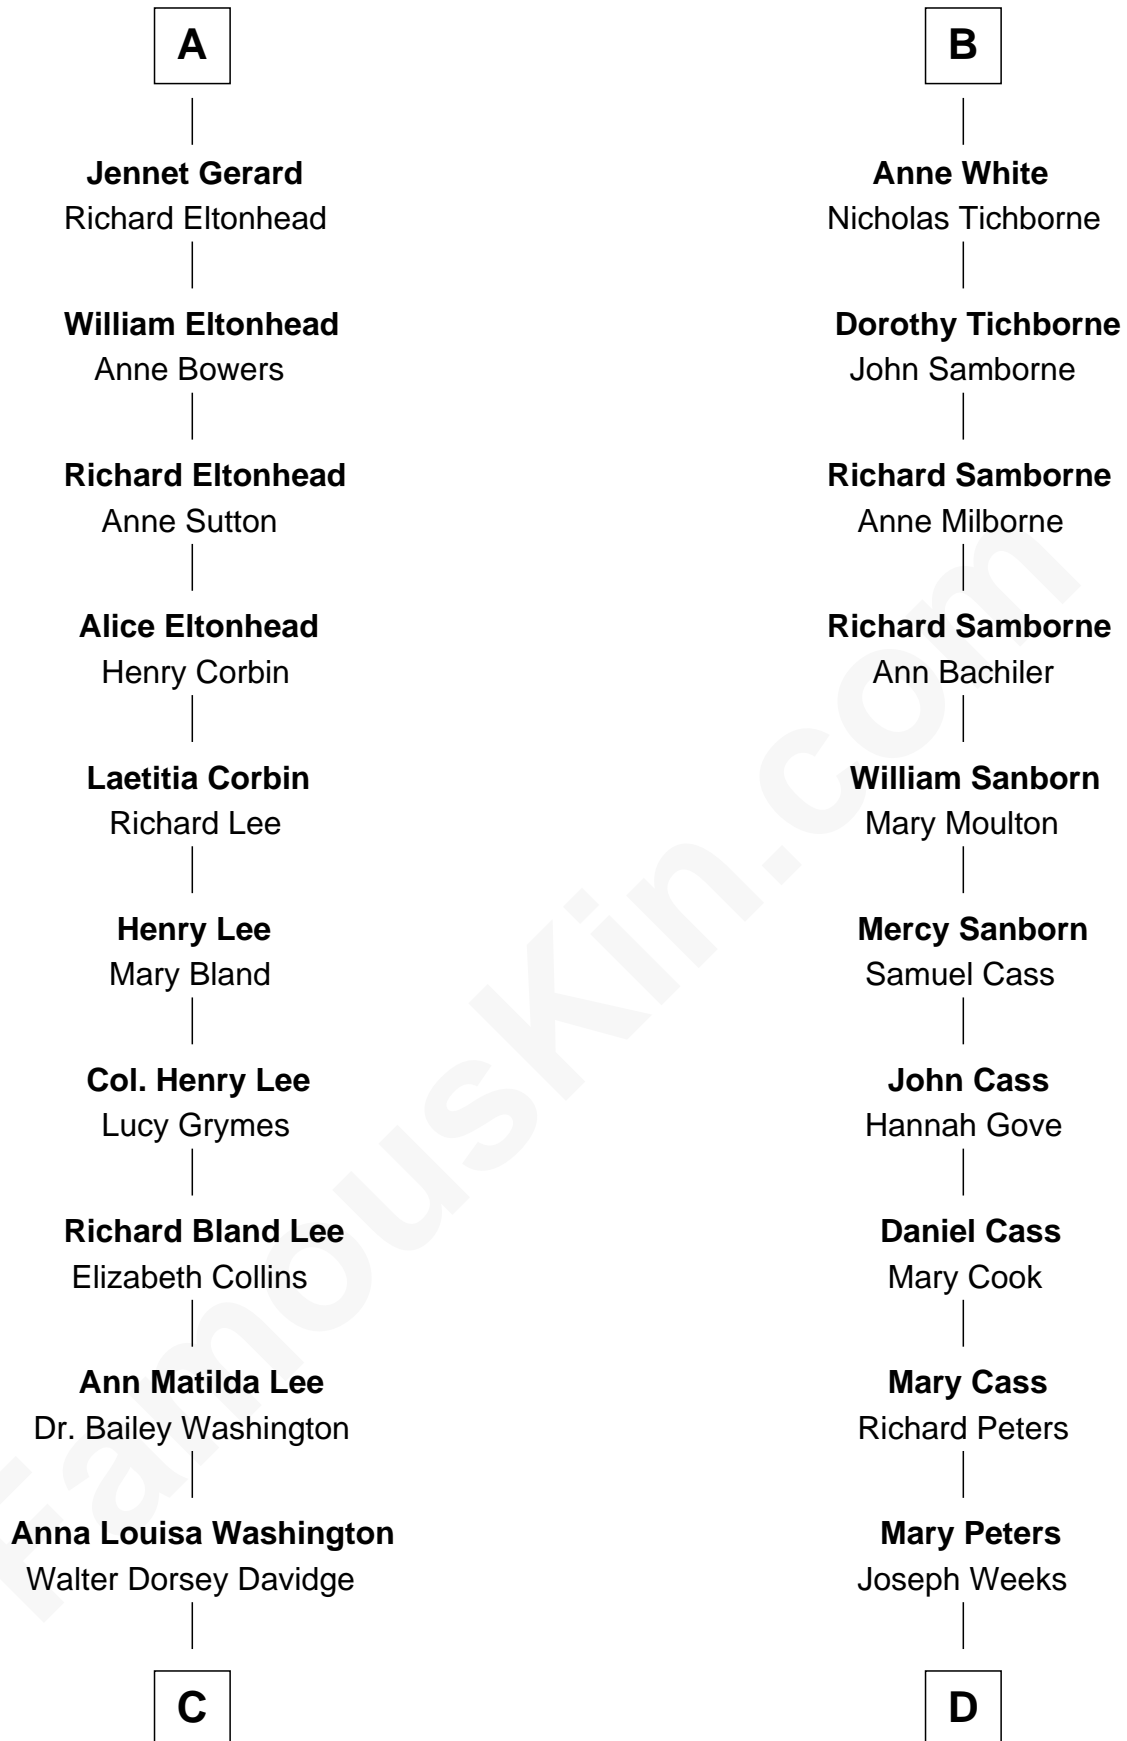 A
Jennet Gerard
Richard Eltonhead
William Eltonhead
Anne Bowers
Richard Eltonhead
Anne Sutton
Alice Eltonhead
Henry Corbin
Laetitia Corbin
Richard Lee
Henry Lee
Mary Bland
Col. Henry Lee
Lucy Grymes
Richard Bland Lee
Elizabeth Collins
Ann Matilda Lee
Dr. Bailey Washington
Anna Louisa Washington
Walter Dorsey Davidge
C
B
Anne White
Nicholas Tichborne
Dorothy Tichborne
John Samborne
Richard Samborne
Anne Milborne
Richard Samborne
Ann Bachiler
William Sanborn
Mary Moulton
Mercy Sanborn
Samuel Cass
John Cass
Hannah Gove
Daniel Cass
Mary Cook
Mary Cass
Richard Peters
Mary Peters
Joseph Weeks
D
FamousKin.com